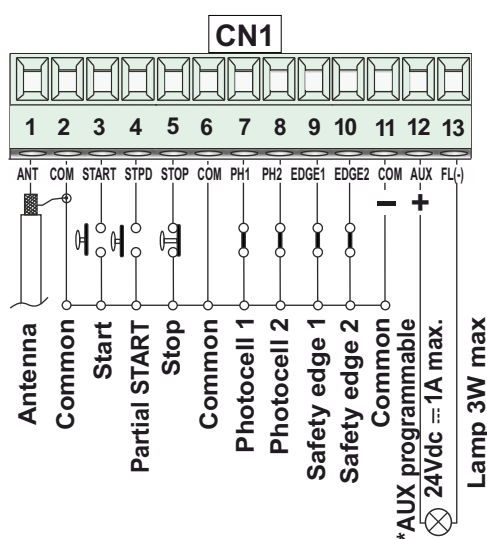 CN1
1 2 3 4 5 6 7 8 9 10 11 12 13
ANT COM START STPD STOP COM PH1 PH2 EDGE1 EDGE2 COM AUX FL(-)
− +
Antenna
Common
Start
Partial START
Stop
Common
Photocell 1
Photocell 2
Safety edge 1
Safety edge 2
Common
*AUX programmable
24Vdc ⎓ 1A max.
Lamp 3W max